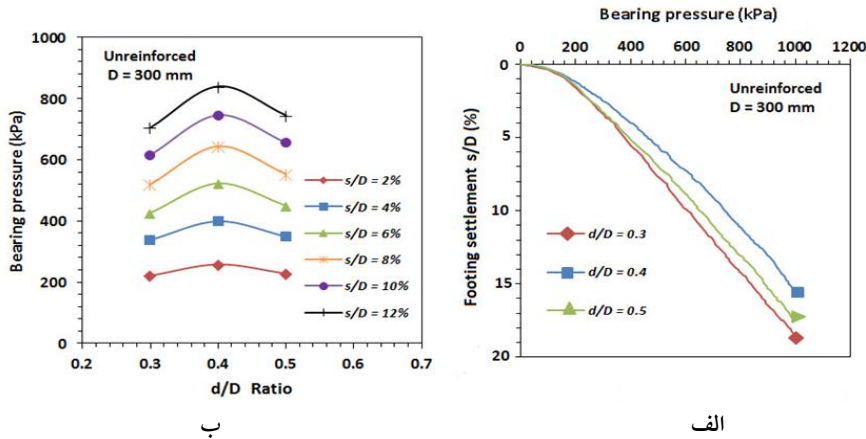 Unreinforced
D = 300 mm
Bearing pressure (kPa)
1000
800
600
400
200
0
0.2 0.3 0.4 0.5 0.6 0.7
d/D Ratio
s/D = 2%
s/D = 4%
s/D = 6%
s/D = 8%
s/D = 10%
s/D = 12%
ب
Bearing pressure (kPa)
0 200 400 600 800 1000 1200
Unreinforced
D = 300 mm
Footing settlement s/D (%)
0
5
10
15
20
d/D = 0.3
d/D = 0.4
d/D = 0.5
الف